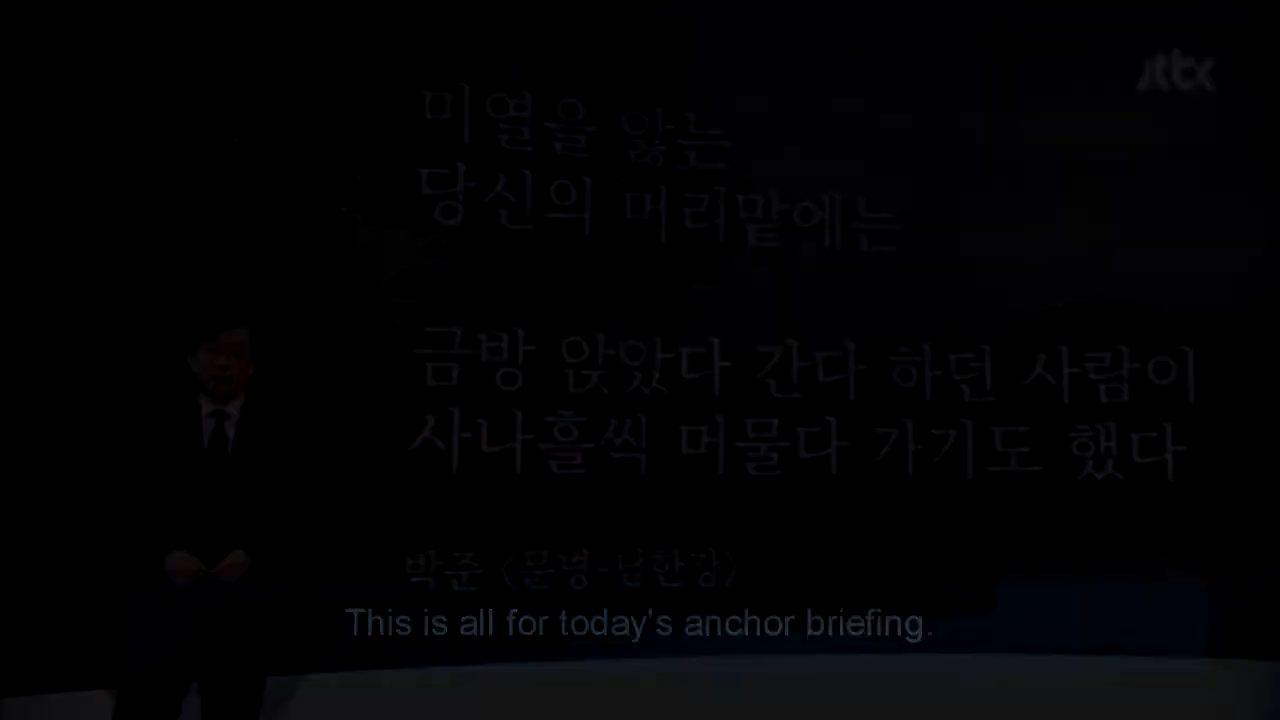 jtbc
미열을 앓는
당신의 머리맡에는
금방 앉았다 간다 하던 사람이
사나흘씩 머물다 가기도 했다
박준 〈문병-남한강〉
This is all for today's anchor briefing.